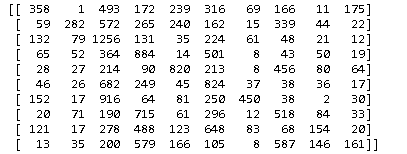 [[ 358 1 493 172 239 316 69 166 11 175]
[ 59 282 572 265 240 162 15 339 44 22]
[ 132 79 1256 131 35 224 61 48 21 12]
[ 65 52 364 884 14 501 8 43 50 19]
[ 28 27 214 90 820 213 8 456 80 64]
[ 46 26 682 249 45 824 37 38 36 17]
[ 152 17 916 64 81 250 450 38 2 30]
[ 20 71 190 715 61 296 12 518 84 33]
[ 121 17 278 488 123 648 83 68 154 20]
[ 13 35 200 579 166 105 8 587 146 161]]